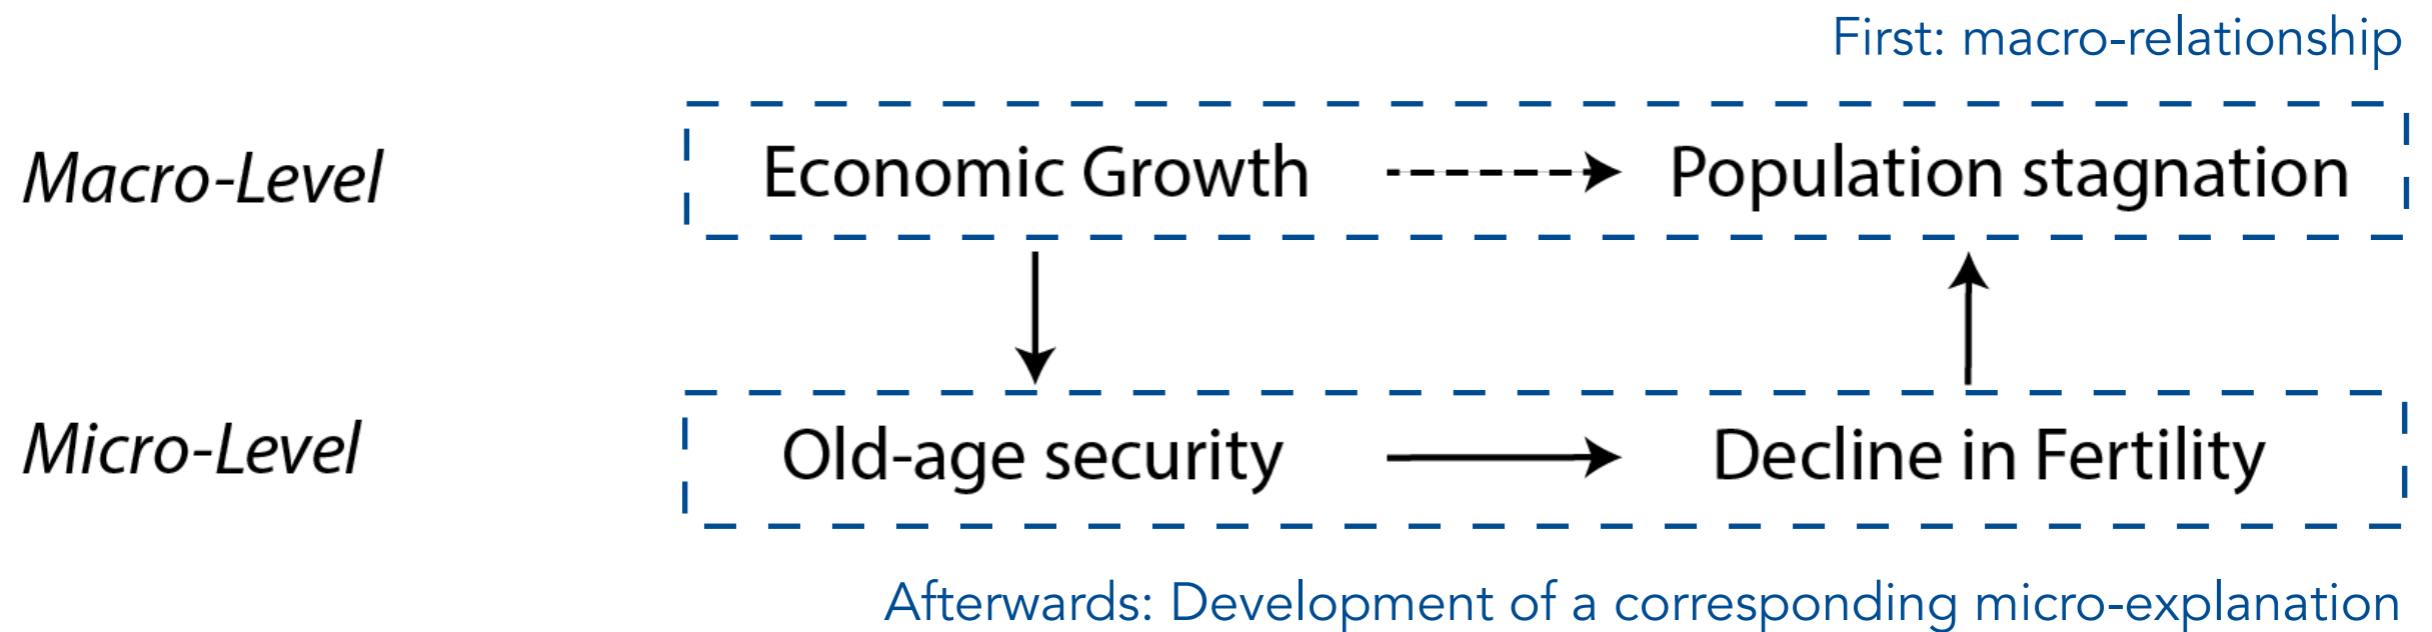 First: macro-relationship
Macro-Level
Economic Growth
Population stagnation
Micro-Level
Old-age security
Decline in Fertility
Afterwards: Development of a corresponding micro-explanation